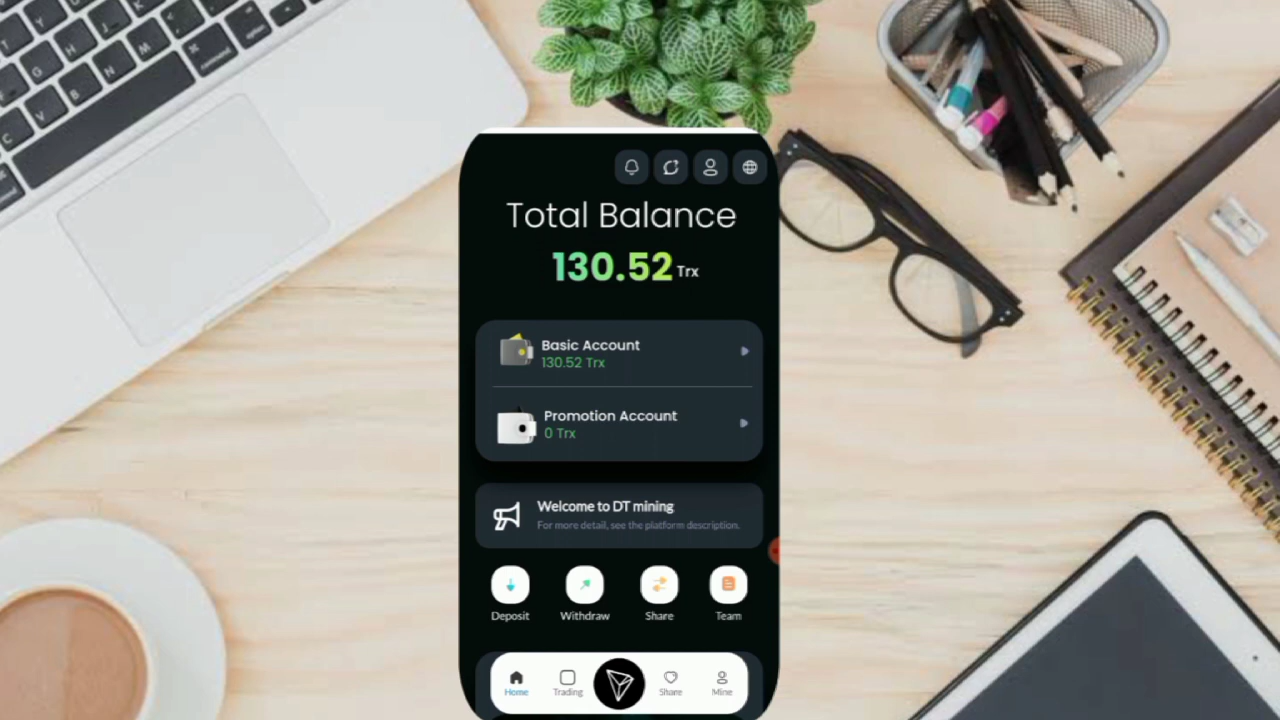 Total Balance
130.52 Trx
Basic Account
130.52 Trx
Promotion Account
0 Trx
Welcome to DT mining
For more detail, see the platform description.
Deposit Withdraw Share Team
Home Trading Share Mine